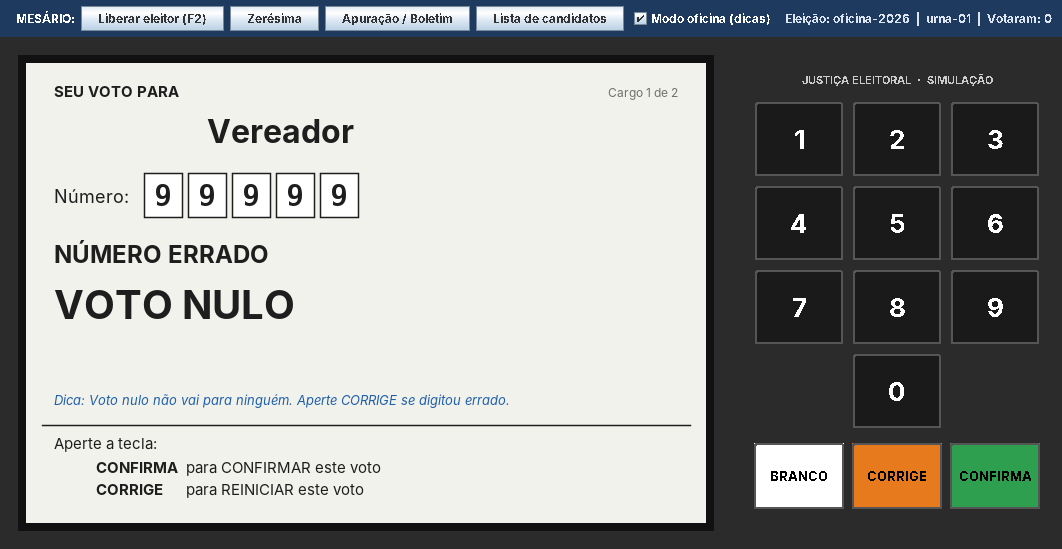 MESÁRIO: Liberar eleitor (F2) Zerésima Apuração / Boletim Lista de candidatos Modo oficina (dicas) Eleição: oficina-2026 | urna-01 | Votaram: 0
SEU VOTO PARA
Cargo 1 de 2
Vereador
Número: 9 9 9 9 9
NÚMERO ERRADO
VOTO NULO
Dica: Voto nulo não vai para ninguém. Aperte CORRIGE se digitou errado.
Aperte a tecla:
CONFIRMA para CONFIRMAR este voto
CORRIGE para REINICIAR este voto
JUSTIÇA ELEITORAL · SIMULAÇÃO
1 2 3
4 5 6
7 8 9
0
BRANCO CORRIGE CONFIRMA